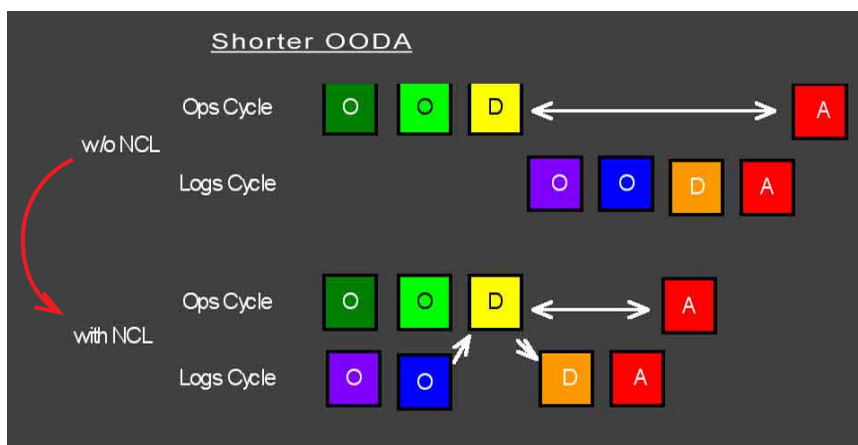 Shorter OODA
Ops Cycle O O D A
w/o NCL
Logs Cycle O O D A
Ops Cycle O O D A
with NCL
Logs Cycle O O D A